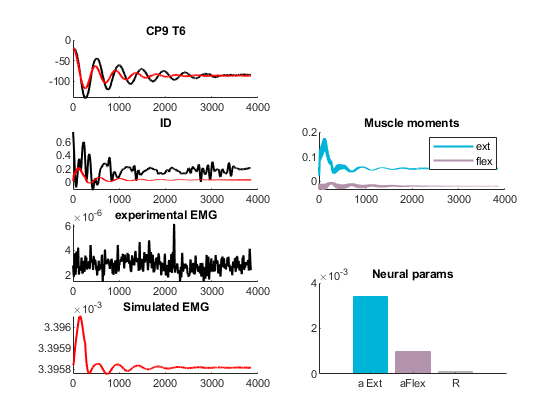 CP9 T6
0
-50
-100
0 1000 2000 3000 4000
ID
0.6
0.4
0.2
0
0 1000 2000 3000 4000
Muscle moments
0.2
0.1
0
ext
flex
0 1000 2000 3000 4000
experimental EMG
×10-6
6
4
2
0 1000 2000 3000 4000
Simulated EMG
×10-3
3.396
3.3959
3.3958
0 1000 2000 3000 4000
Neural params
×10-3
4
2
0
a Ext aFlex R